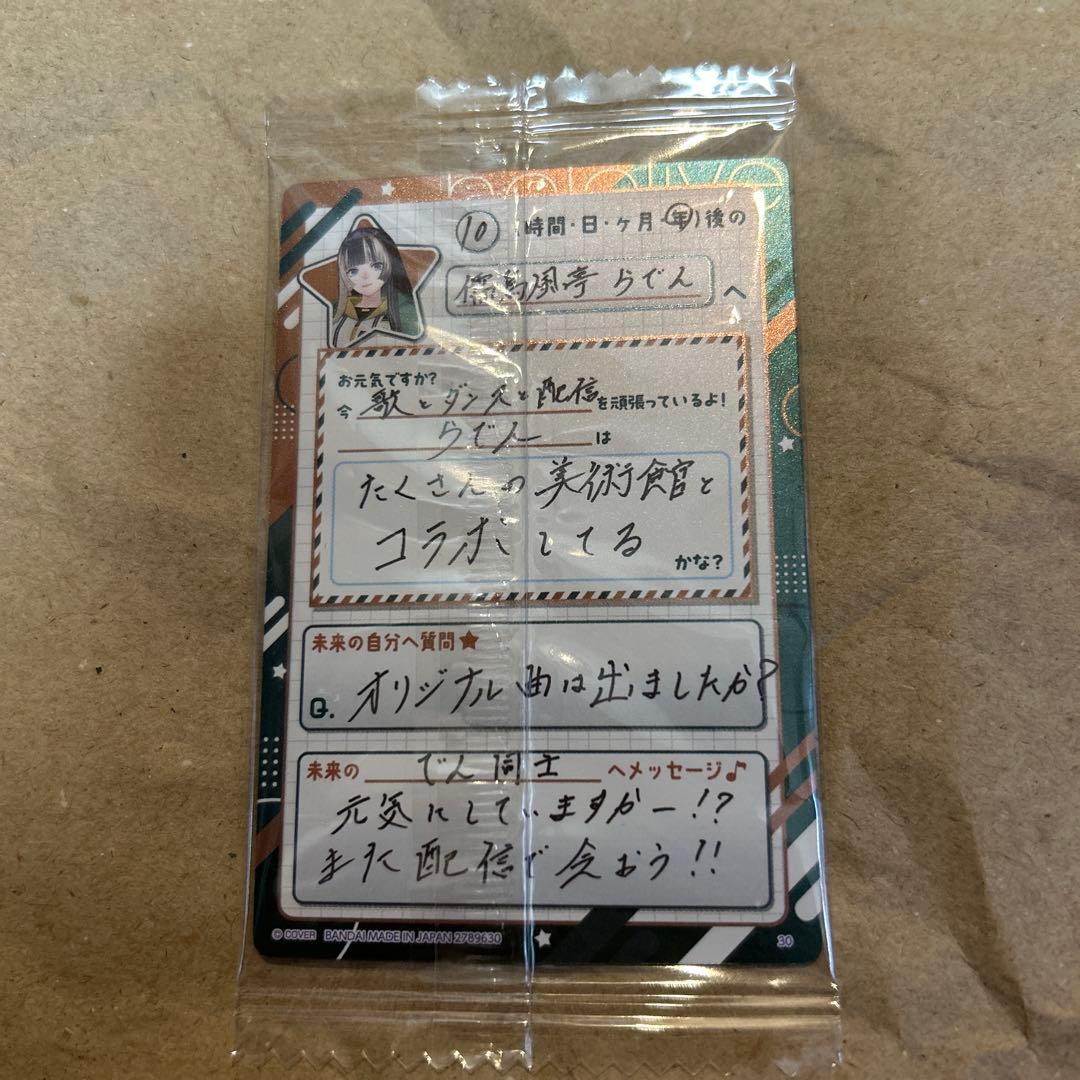 hololive
10 (時間・日・ヶ月・年)後の
儒烏風亭 らでん へ
お元気ですか?
今 歌とダンスと配信 を頑張っているよ!
らでん は
たくさんの美術館と
コラボしてる かな?
未来の自分へ質問★
Q. オリジナル曲は出ましたか?
未来の でん同士 へメッセージ♪
元気にしていますかー!?
また配信で会おう!!
© COVER BANDAI MADE IN JAPAN 2789630
30